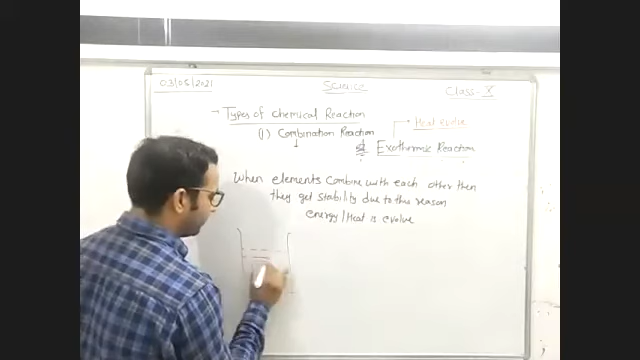 03/05/2021 Science Class - X
→ Types of chemical Reaction
(1) Combination Reaction → Heat evolve
Exothermic Reaction
When elements combine with each other then
they get stability due to this reason
energy/Heat is evolve